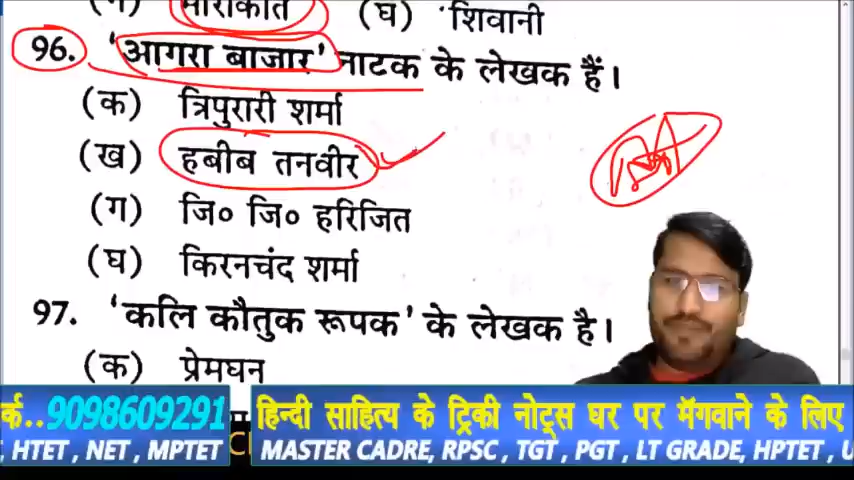 (ग) मोराकांत (घ) शिवानी
96. 'आगरा बाजार' नाटक के लेखक हैं।
(क) त्रिपुरारी शर्मा
(ख) हबीब तनवीर
(ग) जि० जि० हरिजित
(घ) किरनचंद शर्मा
97. 'कलि कौतुक रूपक' के लेखक है।
(क) प्रेमघन
र्क..9098609291 हिन्दी साहित्य के ट्रिकी नोट्स घर पर मॅगवाने के लिए
, HTET , NET , MPTET MASTER CADRE, RPSC , TGT , PGT , LT GRADE, HPTET , U